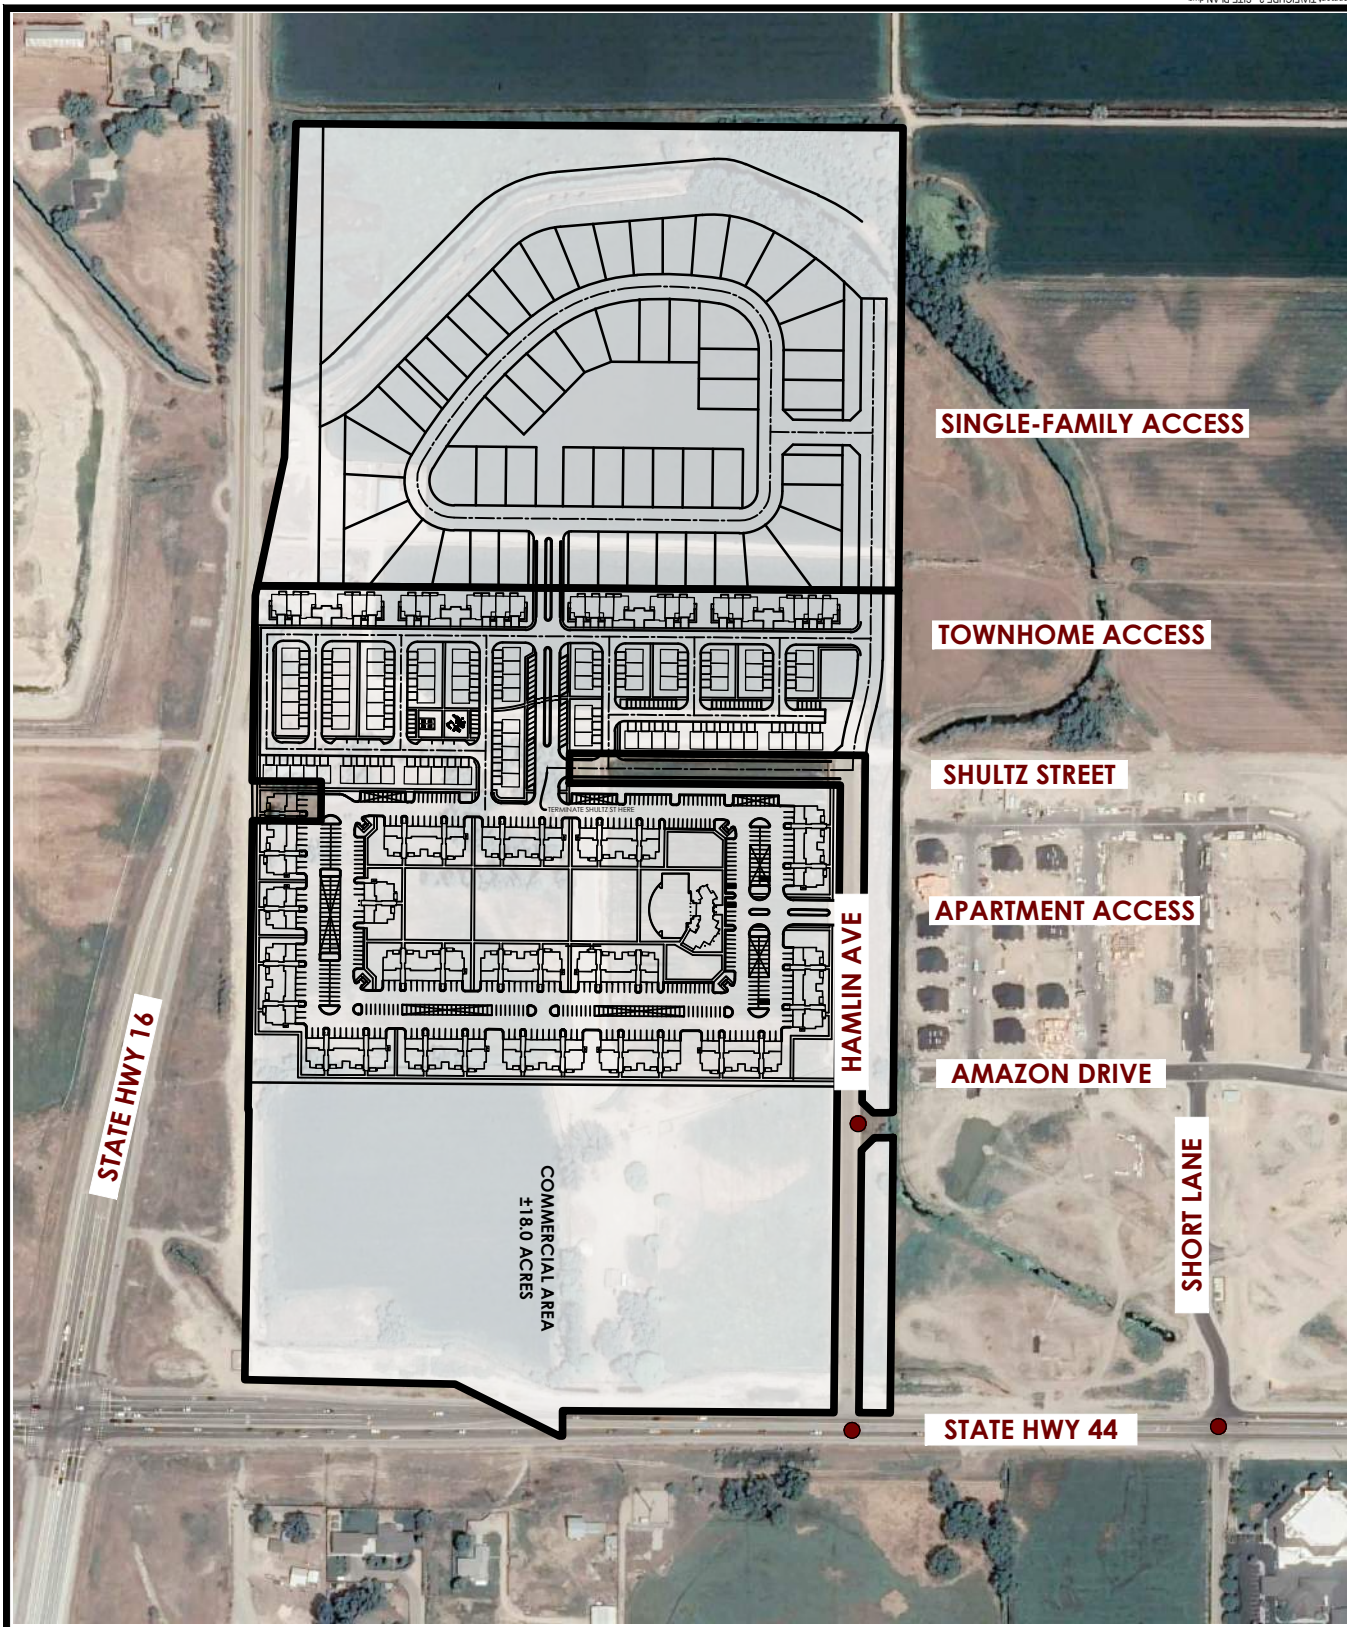 SINGLE-FAMILY ACCESS
TOWNHOME ACCESS
SHULTZ STREET
TERMINATE SHULTZ ST HERE
APARTMENT ACCESS
HAMLIN AVE
STATE HWY 16
AMAZON DRIVE
COMMERCIAL AREA
±18.0 ACRES
SHORT LANE
STATE HWY 44